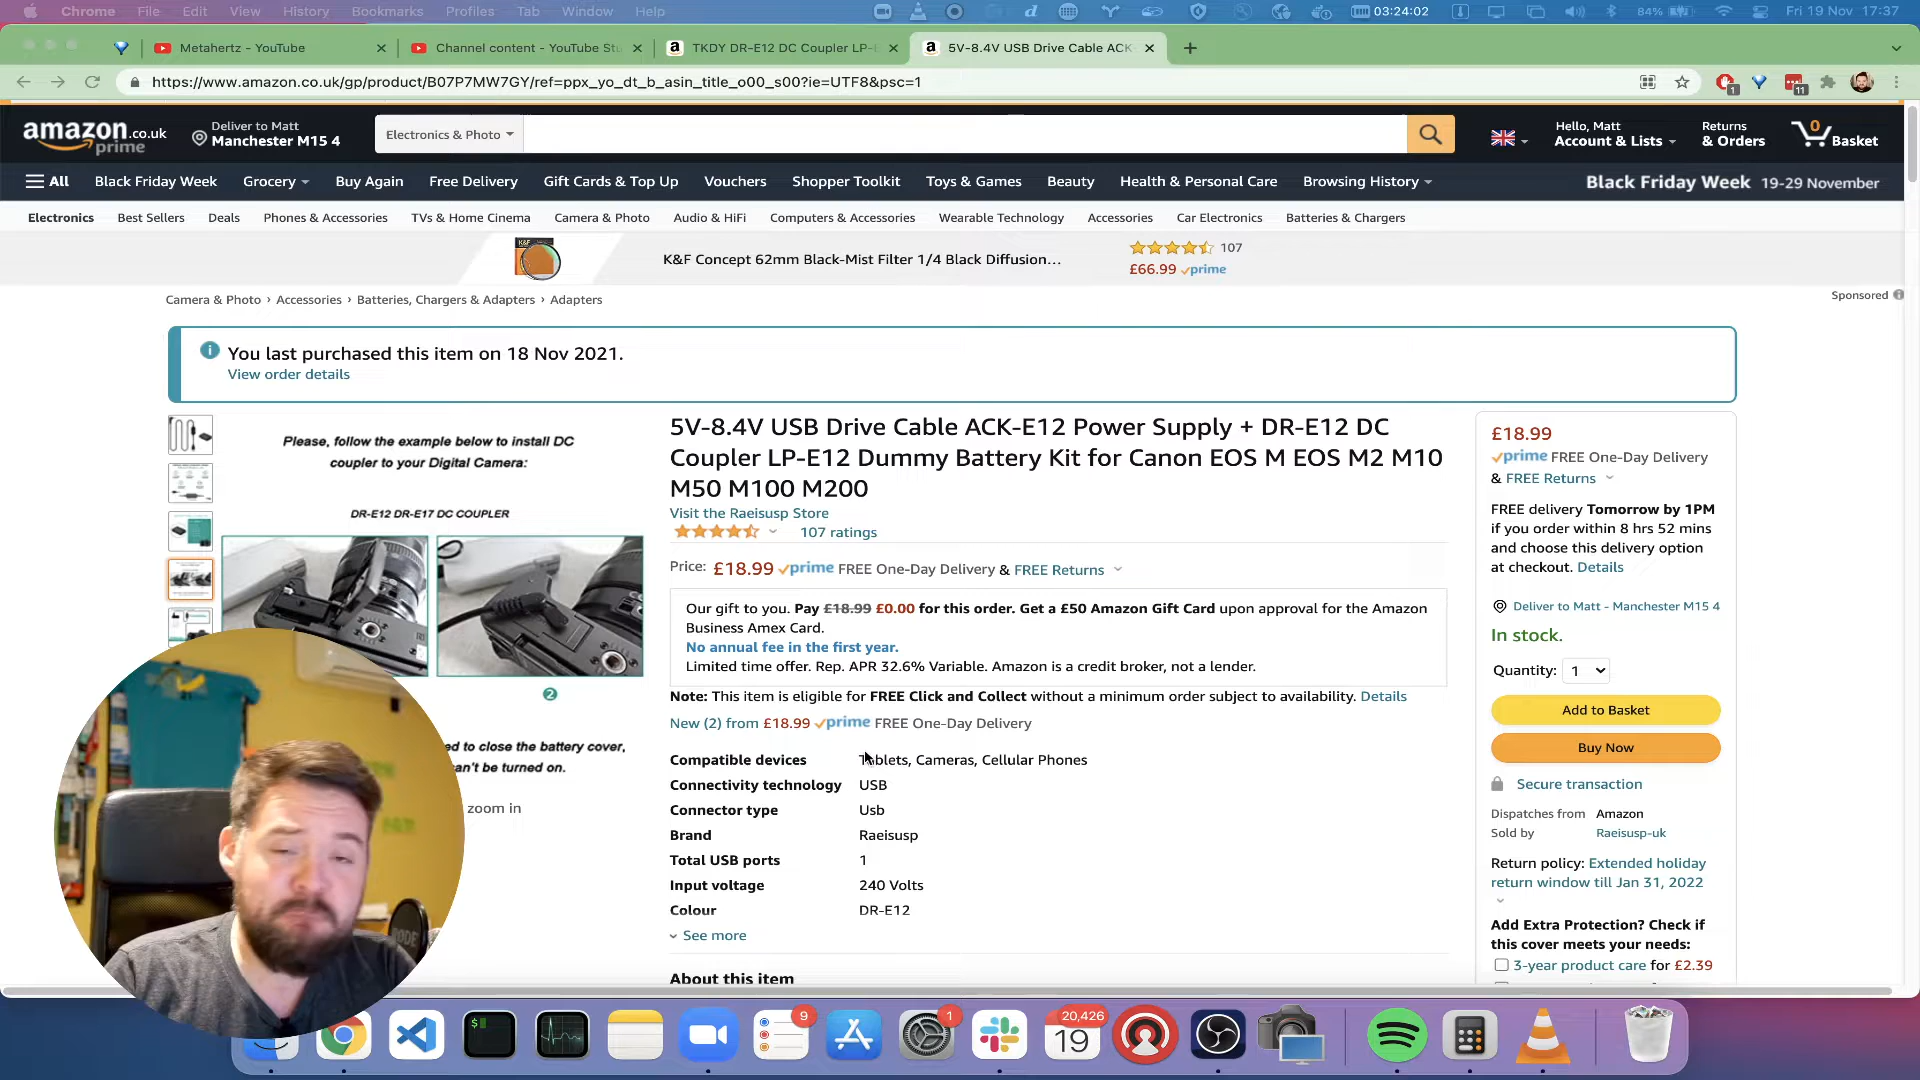 Chrome File Edit View History Bookmarks Profiles Tab Window Help
03:24:02 84% Fri 19 Nov 17:37
Metahertz - YouTube
Channel content - YouTube Stu
TKDY DR-E12 DC Coupler LP-E
5V-8.4V USB Drive Cable ACK
https://www.amazon.co.uk/gp/product/B07P7MW7GY/ref=ppx_yo_dt_b_asin_title_o00_s00?ie=UTF8&psc=1
1 11
amazon.co.uk
prime
Deliver to Matt
Manchester M15 4
Electronics & Photo
Hello, Matt
Account & Lists
Returns
& Orders
0
Basket
All Black Friday Week Grocery Buy Again Free Delivery Gift Cards & Top Up Vouchers Shopper Toolkit Toys & Games Beauty Health & Personal Care Browsing History
Black Friday Week 19-29 November
Electronics Best Sellers Deals Phones & Accessories TVs & Home Cinema Camera & Photo Audio & HiFi Computers & Accessories Wearable Technology Accessories Car Electronics Batteries & Chargers
K&F
K&F Concept 62mm Black-Mist Filter 1/4 Black Diffusion…
107
£66.99 prime
Camera & Photo › Accessories › Batteries, Chargers & Adapters › Adapters
Sponsored
You last purchased this item on 18 Nov 2021.
View order details
Please, follow the example below to install DC
coupler to your Digital Camera:
DR-E12 DR-E17 DC COUPLER
2
ed to close the battery cover,
an't be turned on.
zoom in
5V-8.4V USB Drive Cable ACK-E12 Power Supply + DR-E12 DC
Coupler LP-E12 Dummy Battery Kit for Canon EOS M EOS M2 M10
M50 M100 M200
Visit the Raeisusp Store
107 ratings
Price: £18.99 prime FREE One-Day Delivery & FREE Returns
Our gift to you. Pay £18.99 £0.00 for this order. Get a £50 Amazon Gift Card upon approval for the Amazon
Business Amex Card.
No annual fee in the first year.
Limited time offer. Rep. APR 32.6% Variable. Amazon is a credit broker, not a lender.
Note: This item is eligible for FREE Click and Collect without a minimum order subject to availability. Details
New (2) from £18.99 prime FREE One-Day Delivery
Compatible devices Tablets, Cameras, Cellular Phones
Connectivity technology USB
Connector type Usb
Brand Raeisusp
Total USB ports 1
Input voltage 240 Volts
Colour DR-E12
See more
About this item
£18.99
prime FREE One-Day Delivery
& FREE Returns
FREE delivery Tomorrow by 1PM
if you order within 8 hrs 52 mins
and choose this delivery option
at checkout. Details
Deliver to Matt - Manchester M15 4
In stock.
Quantity: 1
Add to Basket
Buy Now
Secure transaction
Dispatches from Amazon
Sold by Raeisusp-uk
Return policy: Extended holiday
return window till Jan 31, 2022
Add Extra Protection? Check if
this cover meets your needs:
3-year product care for £2.39
RODE
9 1 20,426
19